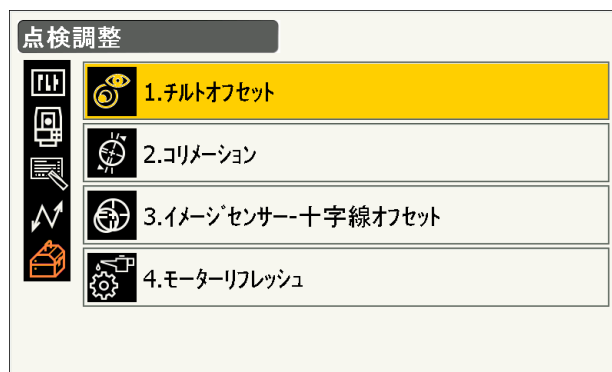 点検調整
1.チルトオフセット
2.コリメーション
3.イメージセンサー-十字線オフセット
4.モーターリフレッシュ